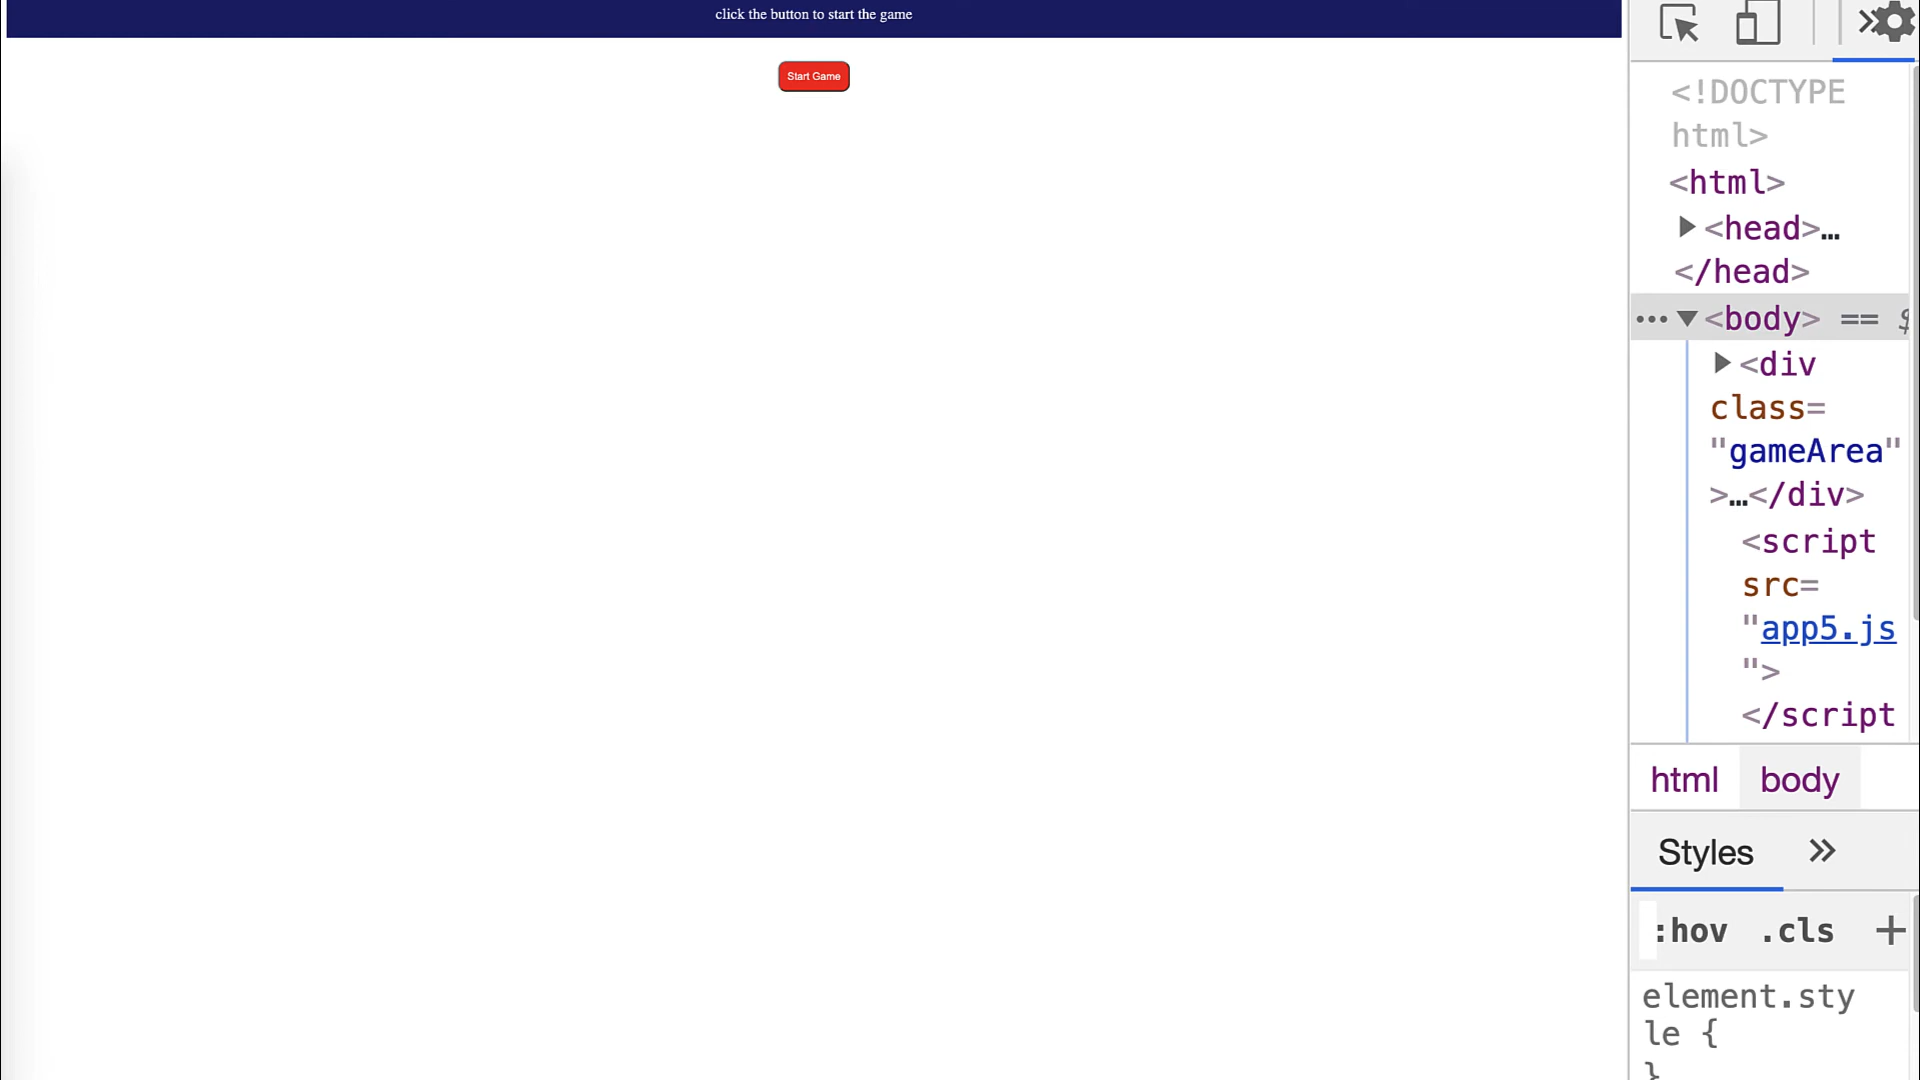 click the button to start the game
Start Game
<!DOCTYPE
html>
<html>
<head>…
</head>
<body> == $
<div
class=
"gameArea"
>…</div>
<script
src=
"app5.js
">
</script
html body
Styles
:hov .cls +
element.sty
le {
}